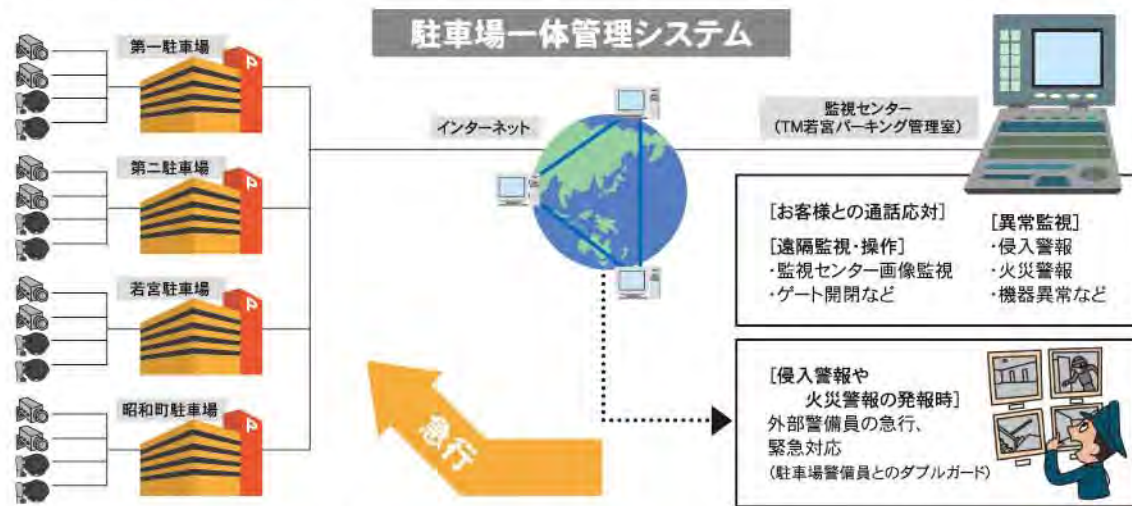 駐車場一体管理システム
第一駐車場
P
第二駐車場
P
若宮駐車場
P
昭和町駐車場
P
インターネット
監視センター
（TM若宮パーキング管理室）
[お客様との通話応対]
[遠隔監視・操作]
・監視センター画像監視
・ゲート開閉など
[異常監視]
・侵入警報
・火災警報
・機器異常など
急行
[侵入警報や
火災警報の発報時]
外部警備員の急行、
緊急対応
（駐車場警備員とのダブルガード）